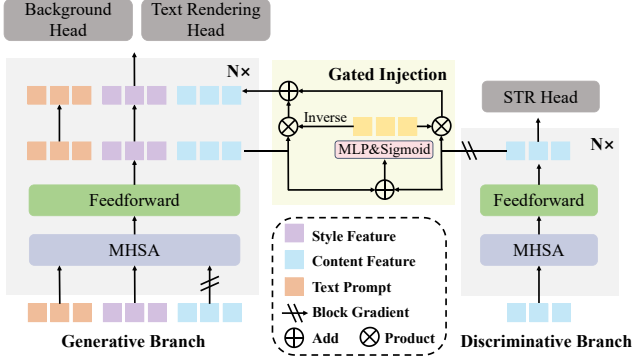 Background
Head
Text Rendering
Head
N×
Gated Injection
Inverse
MLP&Sigmoid
STR Head
N×
Feedforward
MHSA
Feedforward
MHSA
Style Feature
Content Feature
Text Prompt
Block Gradient
Add
Product
Generative Branch
Discriminative Branch